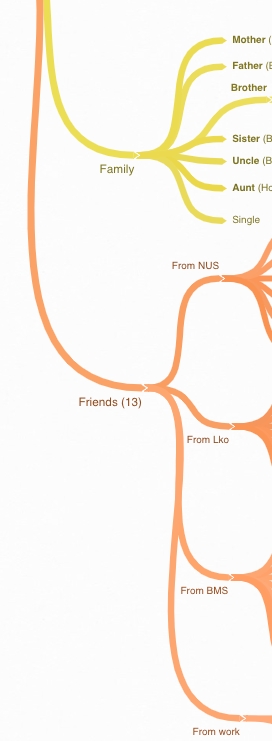 Mother (
Father (E
Brother
Sister (B
Uncle (B
Aunt (Ho
Family
Single
From NUS
Friends (13)
From Lko
From BMS
From work